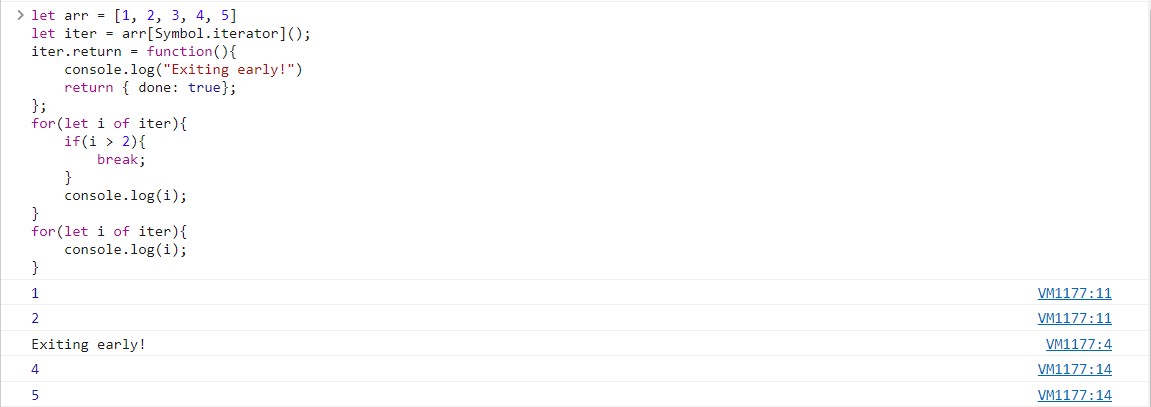 > let arr = [1, 2, 3, 4, 5]
let iter = arr[Symbol.iterator]();
iter.return = function(){
    console.log("Exiting early!")
    return { done: true};
};
for(let i of iter){
    if(i > 2){
        break;
    }
    console.log(i);
}
for(let i of iter){
    console.log(i);
}
1 VM1177:11
2 VM1177:11
Exiting early! VM1177:4
4 VM1177:14
5 VM1177:14